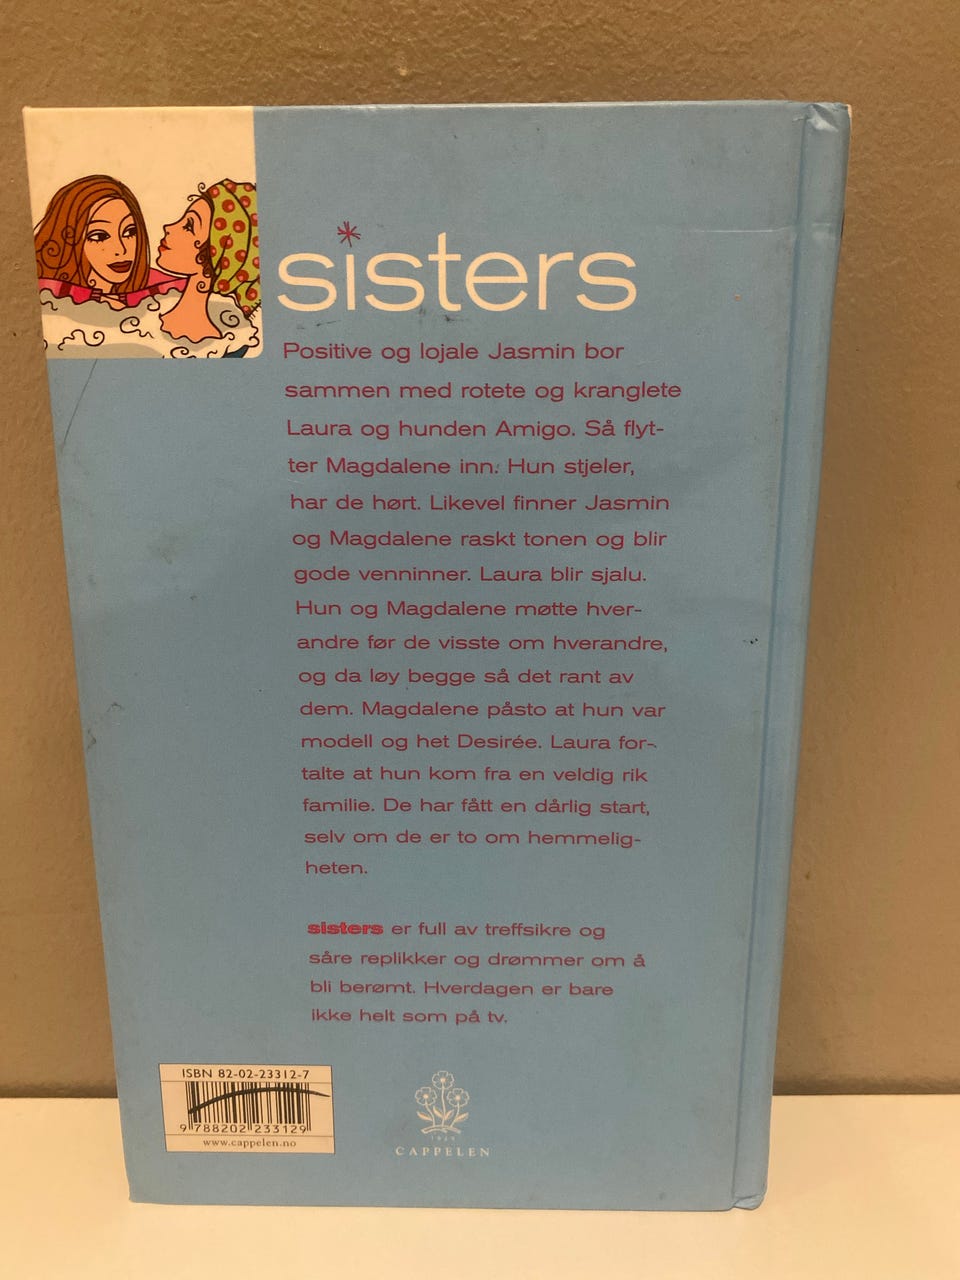 sisters
Positive og lojale Jasmin bor
sammen med rotete og kranglete
Laura og hunden Amigo. Så flyt-
ter Magdalene inn. Hun stjeler,
har de hørt. Likevel finner Jasmin
og Magdalene raskt tonen og blir
gode venninner. Laura blir sjalu.
Hun og Magdalene møtte hver-
andre før de visste om hverandre,
og da løy begge så det rant av
dem. Magdalene påsto at hun var
modell og het Desirée. Laura for-
talte at hun kom fra en veldig rik
familie. De har fått en dårlig start,
selv om de er to om hemmelig-
heten.
sisters er full av treffsikre og
såre replikker og drømmer om å
bli berømt. Hverdagen er bare
ikke helt som på tv.
ISBN 82-02-23312-7
9 788202 233129
www.cappelen.no
1829
CAPPELEN